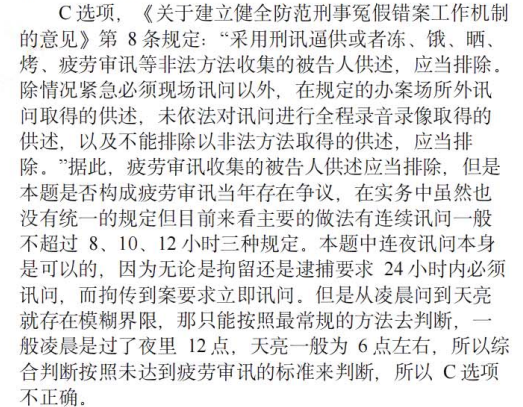 C 选项，《关于建立健全防范刑事冤假错案工作机制
的意见》第 8 条规定：“采用刑讯逼供或者冻、饿、晒、
烤、疲劳审讯等非法方法收集的被告人供述，应当排除。
除情况紧急必须现场讯问以外，在规定的办案场所外讯
问取得的供述，未依法对讯问进行全程录音录像取得的
供述，以及不能排除以非法方法取得的供述，应当排
除。”据此，疲劳审讯收集的被告人供述应当排除，但是
本题是否构成疲劳审讯当年存在争议，在实务中虽然也
没有统一的规定但目前来看主要的做法有连续讯问一般
不超过 8、10、12 小时三种规定。本题中连夜讯问本身
是可以的，因为无论是拘留还是逮捕要求 24 小时内必须
讯问，而拘传到案要求立即讯问。但是从凌晨问到天亮
就存在模糊界限，那只能按照最常规的方法去判断，一
般凌晨是过了夜里 12 点，天亮一般为 6 点左右，所以综
合判断按照未达到疲劳审讯的标准来判断，所以 C 选项
不正确。